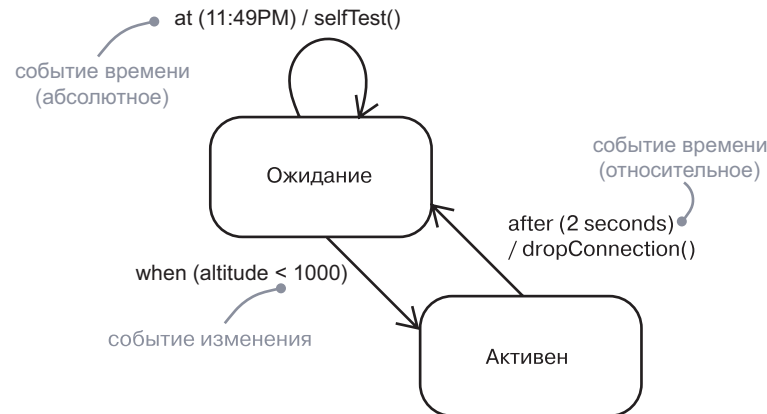 at (11:49PM) / selfTest()
событие времени
(абсолютное)
Ожидание
событие времени
(относительное)
after (2 seconds)
/ dropConnection()
when (altitude < 1000)
событие изменения
Активен